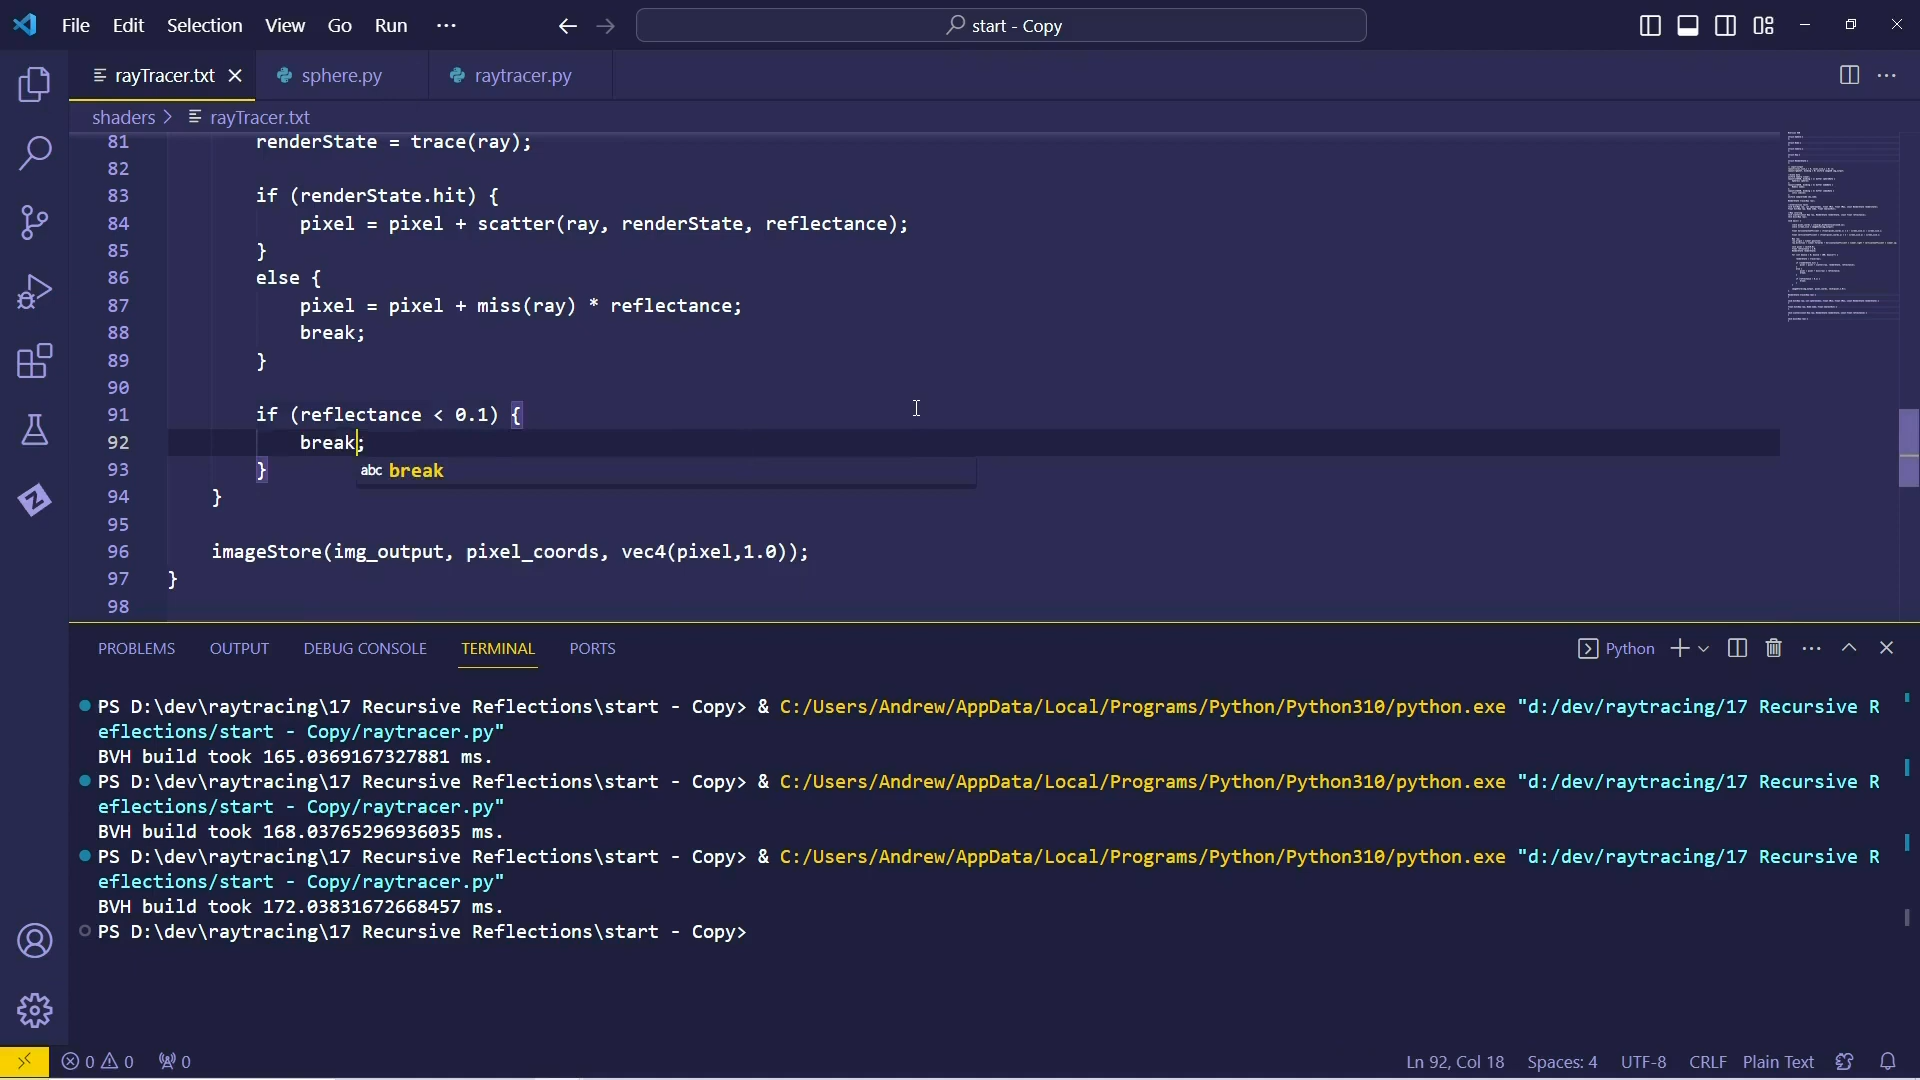 File Edit Selection View Go Run ···
start - Copy
rayTracer.txt sphere.py raytracer.py
shaders > rayTracer.txt
81 renderState = trace(ray);
82
83 if (renderState.hit) {
84 pixel = pixel + scatter(ray, renderState, reflectance);
85 }
86 else {
87 pixel = pixel + miss(ray) * reflectance;
88 break;
89 }
90
91 if (reflectance < 0.1) {
92 break;
93 }
abc break
94 }
95
96 imageStore(img_output, pixel_coords, vec4(pixel,1.0));
97 }
98
PROBLEMS OUTPUT DEBUG CONSOLE TERMINAL PORTS
Python
PS D:\dev\raytracing\17 Recursive Reflections\start - Copy> & C:/Users/Andrew/AppData/Local/Programs/Python/Python310/python.exe "d:/dev/raytracing/17 Recursive R
eflections/start - Copy/raytracer.py"
BVH build took 165.0369167327881 ms.
PS D:\dev\raytracing\17 Recursive Reflections\start - Copy> & C:/Users/Andrew/AppData/Local/Programs/Python/Python310/python.exe "d:/dev/raytracing/17 Recursive R
eflections/start - Copy/raytracer.py"
BVH build took 168.03765296936035 ms.
PS D:\dev\raytracing\17 Recursive Reflections\start - Copy> & C:/Users/Andrew/AppData/Local/Programs/Python/Python310/python.exe "d:/dev/raytracing/17 Recursive R
eflections/start - Copy/raytracer.py"
BVH build took 172.03831672668457 ms.
PS D:\dev\raytracing\17 Recursive Reflections\start - Copy>
0 0 0 Ln 92, Col 18 Spaces: 4 UTF-8 CRLF Plain Text